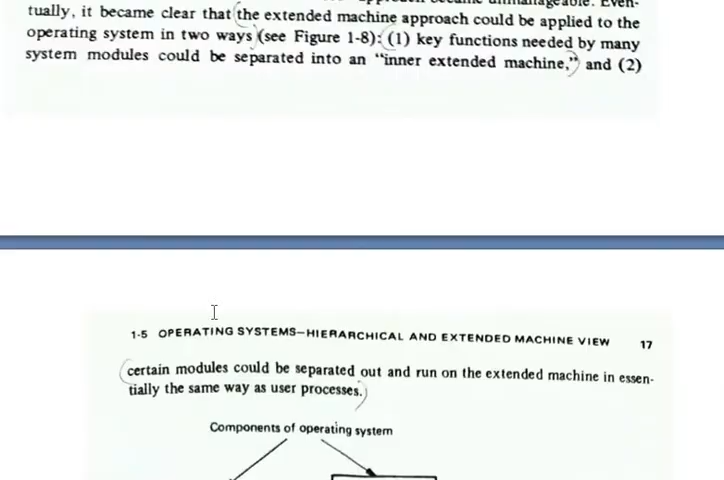 unmanageable. Even-
tually, it became clear that the extended machine approach could be applied to the
operating system in two ways (see Figure 1-8): (1) key functions needed by many
system modules could be separated into an “inner extended machine,” and (2)
1-5 OPERATING SYSTEMS—HIERARCHICAL AND EXTENDED MACHINE VIEW 17
certain modules could be separated out and run on the extended machine in essen-
tially the same way as user processes.
Components of operating system